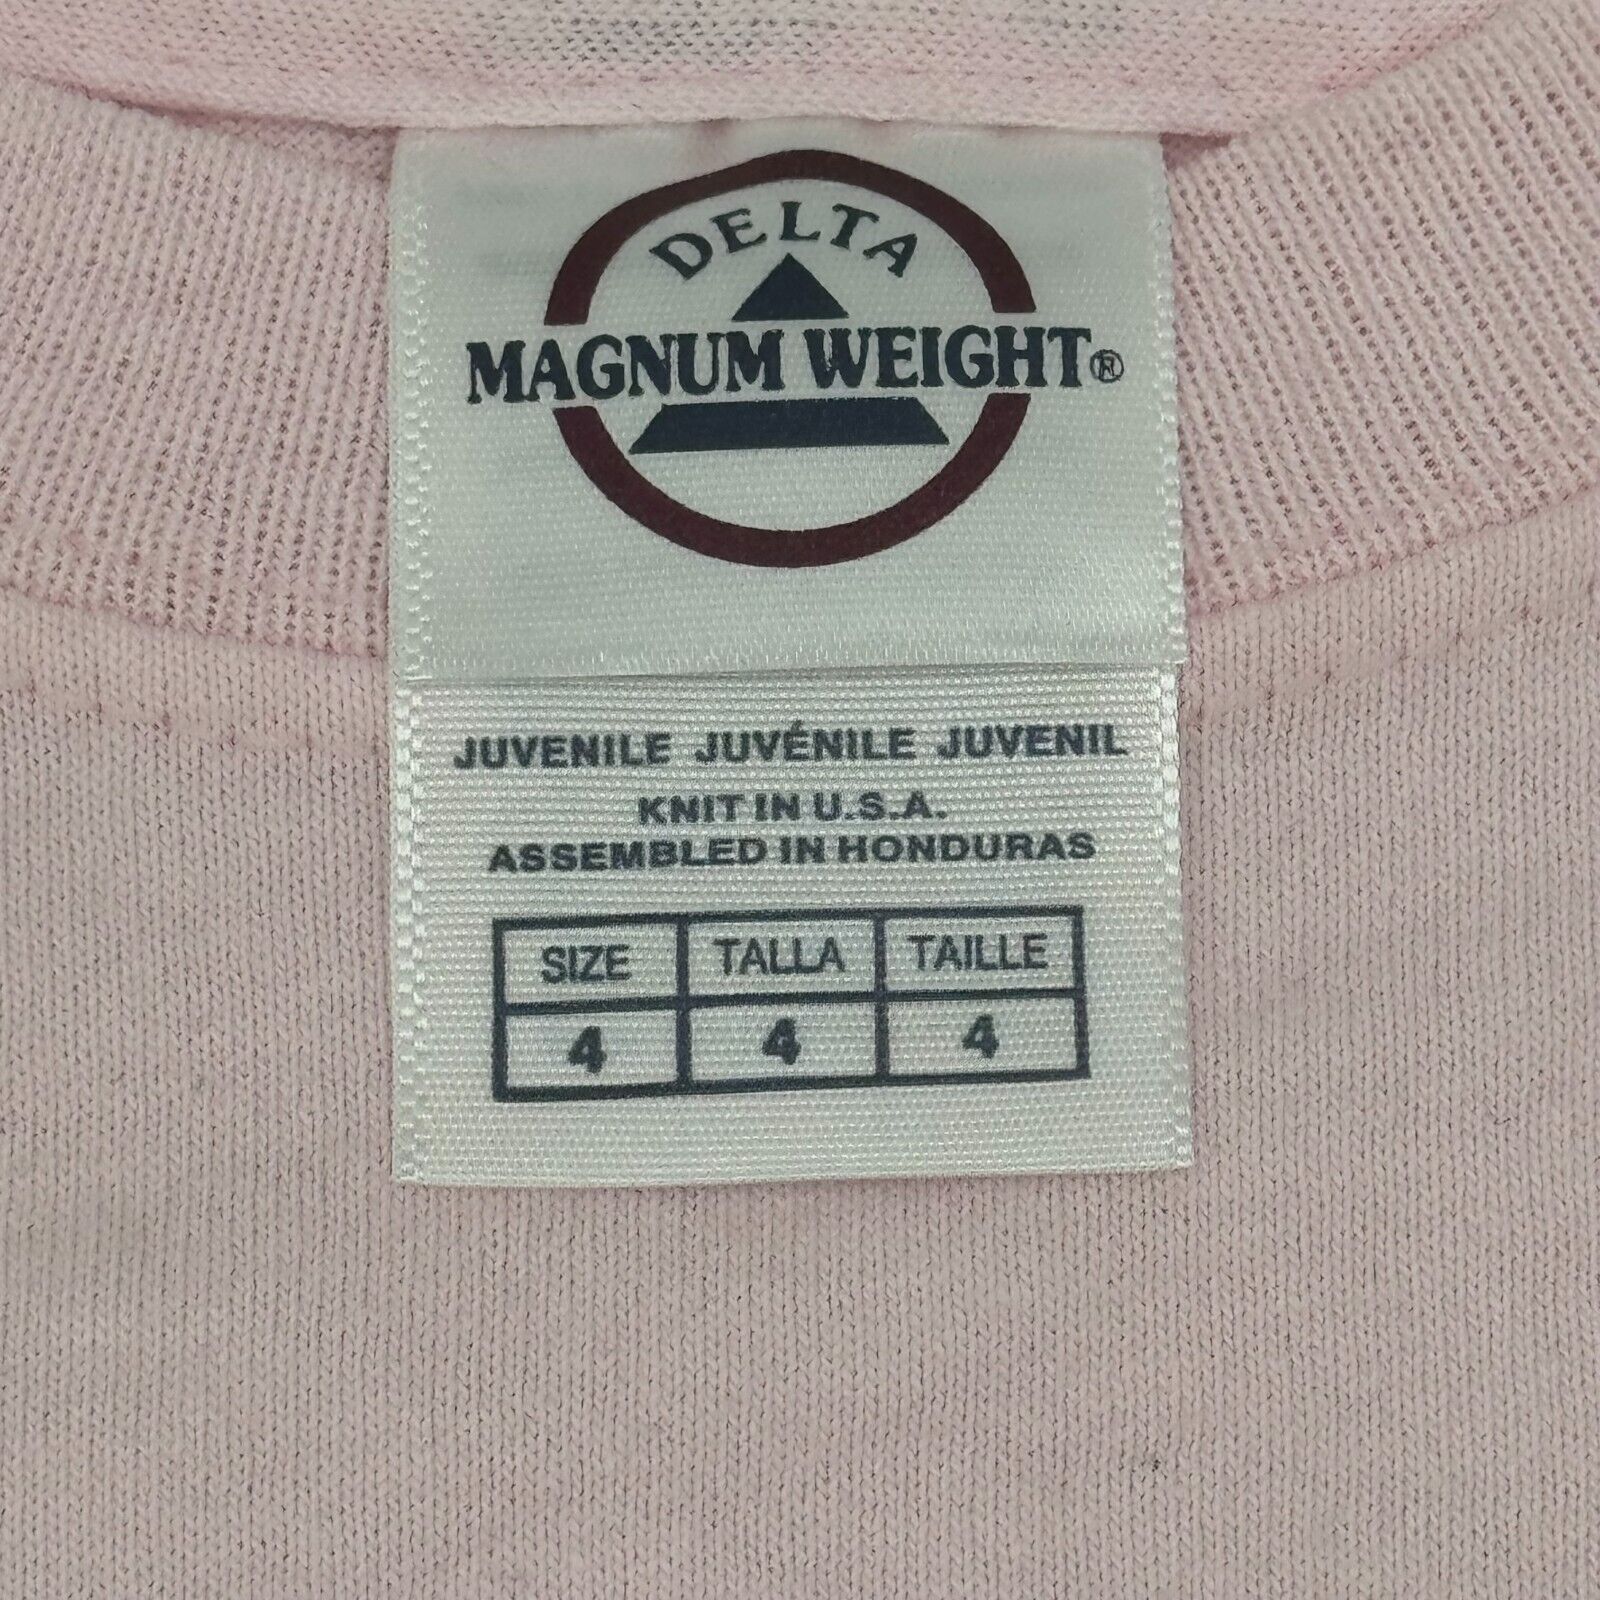 DELTA
MAGNUM WEIGHT®
JUVENILE JUVÉNILE JUVENIL
KNIT IN U.S.A.
ASSEMBLED IN HONDURAS
SIZE TALLA TAILLE
4 4 4